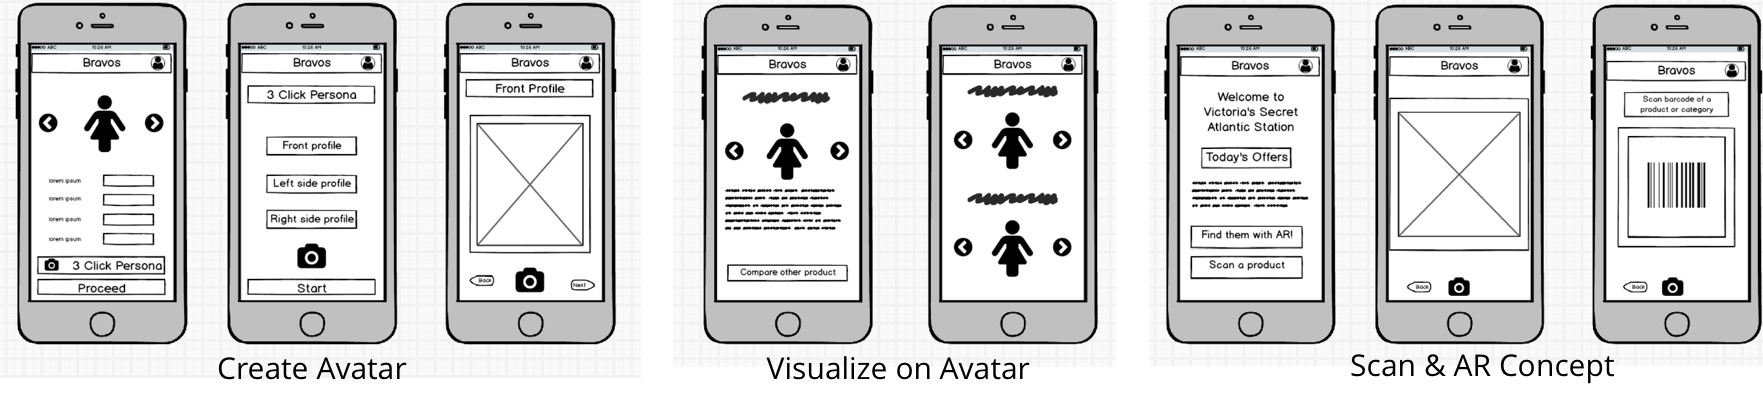 ABC 10:26 AM
Bravos
lorem ipsum
lorem ipsum
lorem ipsum
lorem ipsum
3 Click Persona
Proceed
ABC 10:26 AM
Bravos
3 Click Persona
Front profile
Left side profile
Right side profile
Start
ABC 10:26 AM
Bravos
Front Profile
Back
Next
Create Avatar
ABC 10:26 AM
Bravos
Compare other product
ABC 10:26 AM
Bravos
Visualize on Avatar
ABC 10:26 AM
Bravos
Welcome to
Victoria's Secret
Atlantic Station
Today's Offers
Find them with AR!
Scan a product
ABC 10:26 AM
Bravos
Back
ABC 10:26 AM
Bravos
Scan barcode of a
product or category
Back
Scan & AR Concept